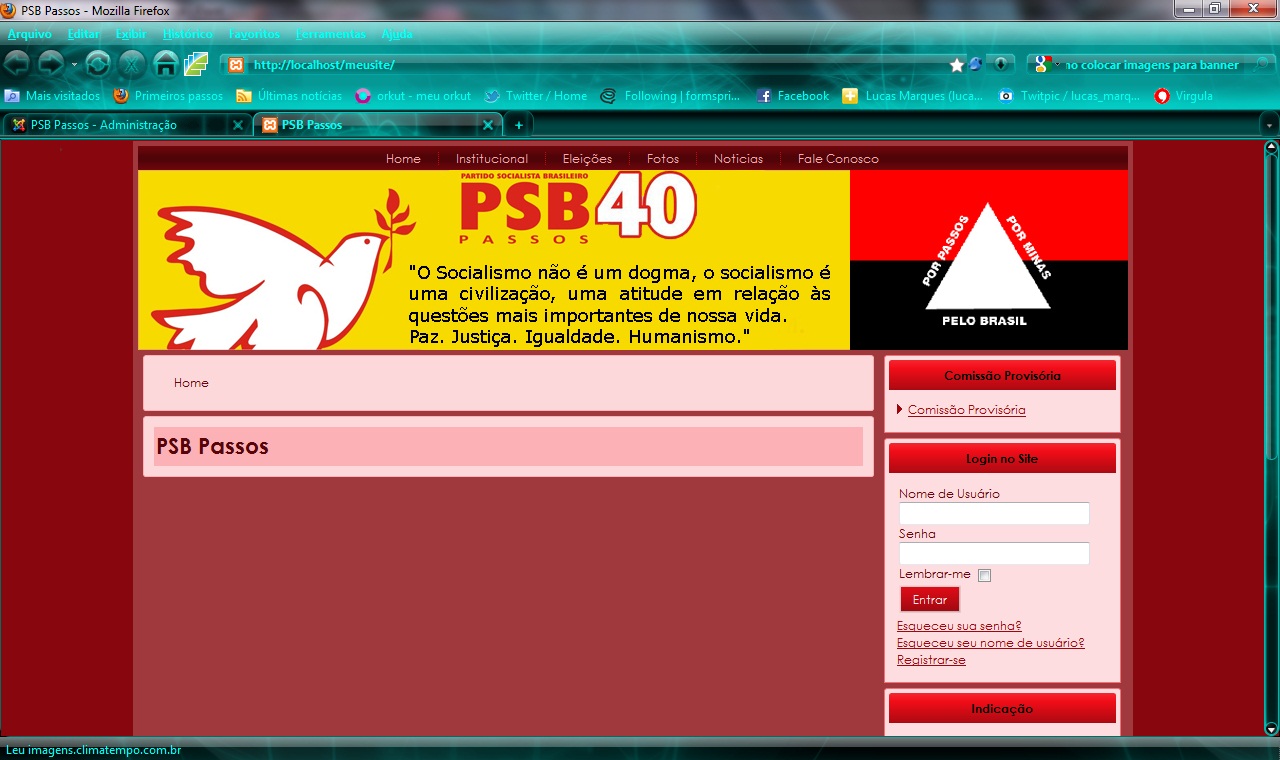 PSB Passos - Mozilla Firefox
Arquivo Editar Exibir Histórico Favoritos Ferramentas Ajuda
http://localhost/meusite/
no colocar imagens para banner
Mais visitados Primeiros passos Últimas notícias orkut - meu orkut Twitter / Home Following | formspri... Facebook Lucas Marques (luca... Twitpic / lucas_marq... Virgula
PSB Passos - Administração PSB Passos
Home Institucional Eleições Fotos Noticias Fale Conosco
PARTIDO SOCIALISTA BRASILEIRO
PSB 40
PASSOS
"O Socialismo não é um dogma, o socialismo é
uma civilização, uma atitude em relação às
questões mais importantes de nossa vida.
Paz. Justiça. Igualdade. Humanismo."
POR PASSOS
POR MINAS
PELO BRASIL
Home
PSB Passos
Comissão Provisória
Comissão Provisória
Login no Site
Nome de Usuário
Senha
Lembrar-me
Entrar
Esqueceu sua senha?
Esqueceu seu nome de usuário?
Registrar-se
Indicação
Leu imagens.climatempo.com.br